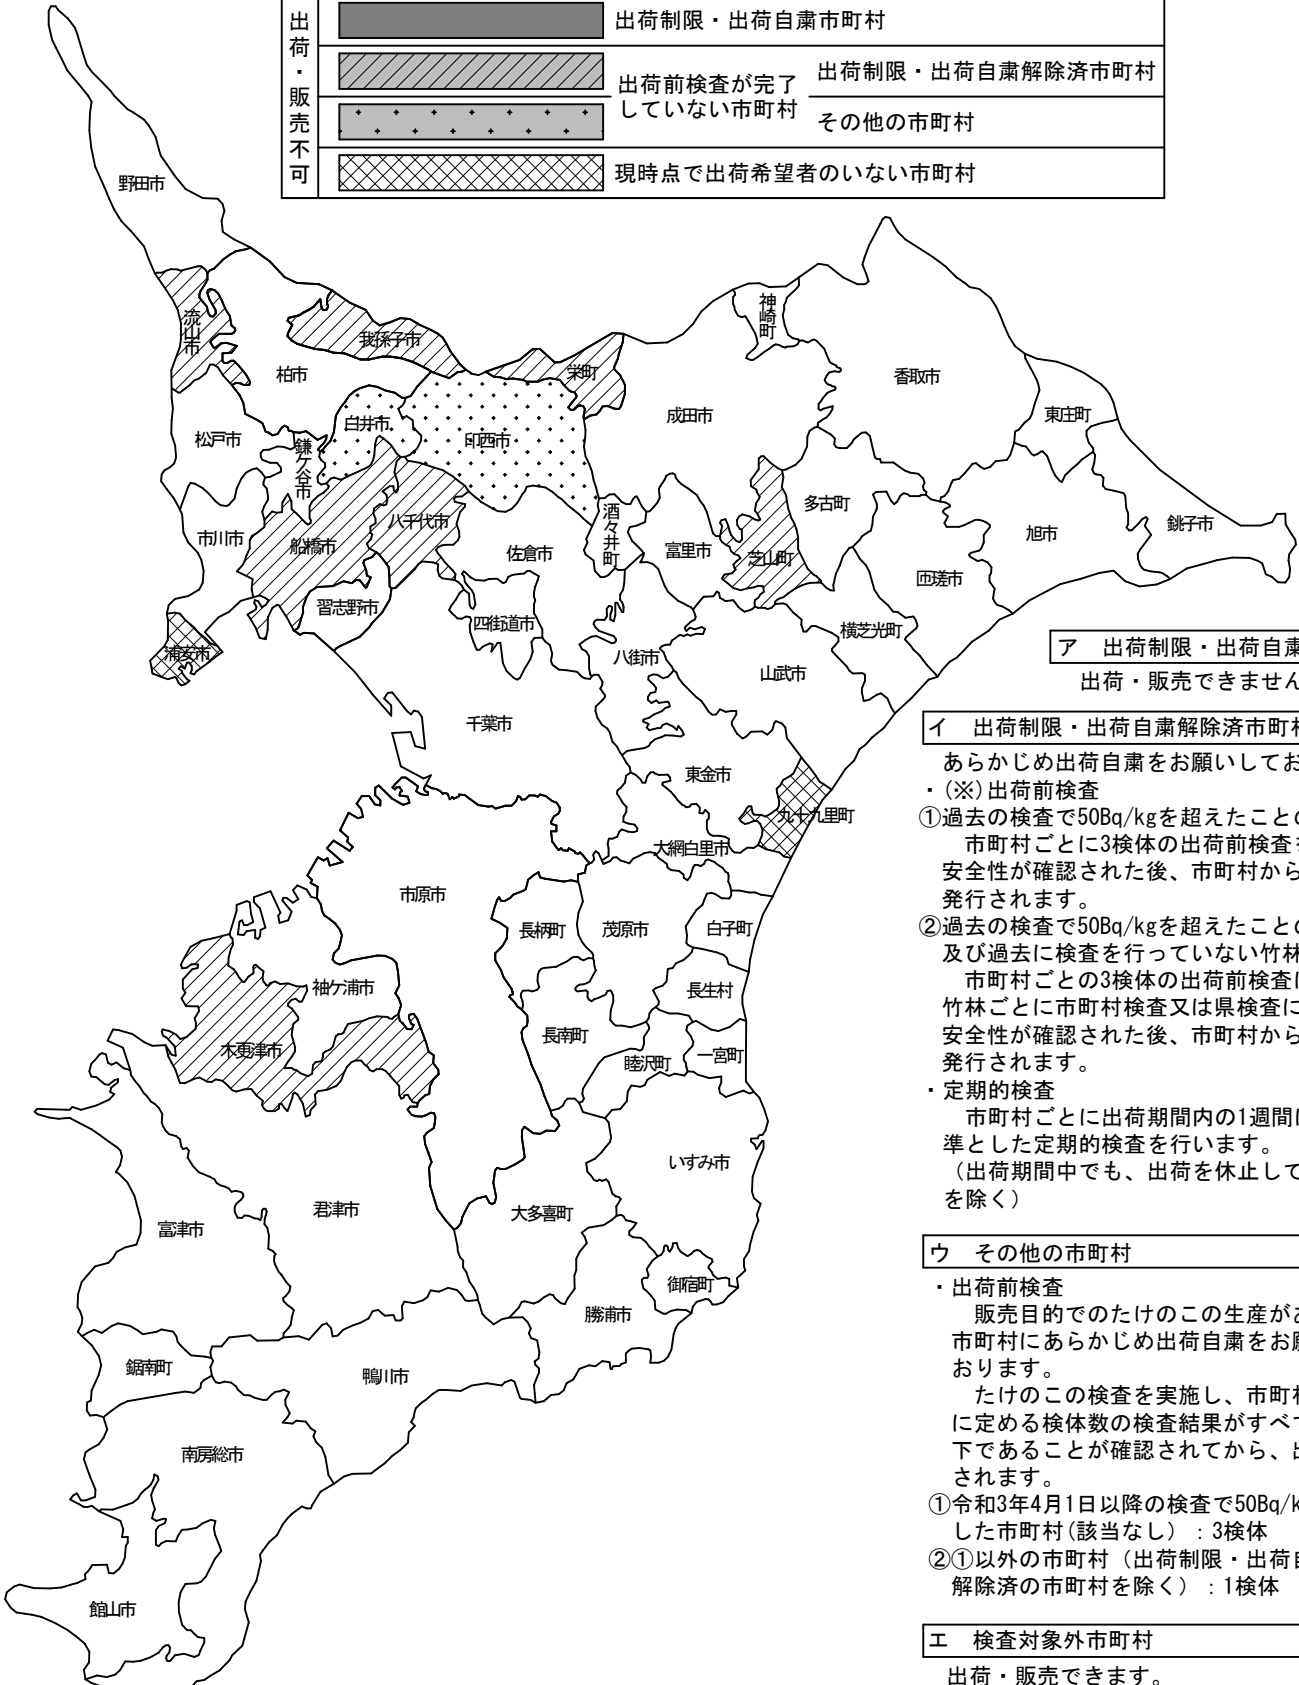 出荷・販売不可
出荷制限・出荷自粛市町村
出荷前検査が完了
していない市町村
出荷制限・出荷自粛解除済市町村
その他の市町村
現時点で出荷希望者のいない市町村
野田市
流山市
我孫子市
柏市
栄町
神崎町
香取市
成田市
東庄町
松戸市
鎌ケ谷市
白井市
印西市
市川市
船橋市
八千代市
佐倉市
酒々井町
富里市
芝山町
多古町
匝瑳市
旭市
銚子市
習志野市
四街道市
浦安市
八街市
山武市
横芝光町
千葉市
東金市
九十九里町
大網白里市
市原市
長柄町
茂原市
白子町
袖ケ浦市
長生村
木更津市
長南町
睦沢町
一宮町
いすみ市
君津市
大多喜町
富津市
御宿町
勝浦市
鋸南町
鴨川市
南房総市
館山市
ア 出荷制限・出荷自粛
出荷・販売できません
イ 出荷制限・出荷自粛解除済市町村
あらかじめ出荷自粛をお願いしてお
・(※)出荷前検査
①過去の検査で50Bq/kgを超えたことの
市町村ごとに3検体の出荷前検査を
安全性が確認された後、市町村から
発行されます。
②過去の検査で50Bq/kgを超えたことの
及び過去に検査を行っていない竹林
市町村ごとの3検体の出荷前検査に
竹林ごとに市町村検査又は県検査に
安全性が確認された後、市町村から
発行されます。
・定期的検査
市町村ごとに出荷期間内の1週間に
準とした定期的検査を行います。
（出荷期間中でも、出荷を休止して
を除く）
ウ その他の市町村
・出荷前検査
販売目的でのたけのこの生産があ
市町村にあらかじめ出荷自粛をお願
おります。
たけのこの検査を実施し、市町村
に定める検体数の検査結果がすべて
下であることが確認されてから、出
されます。
①令和3年4月1日以降の検査で50Bq/k
した市町村(該当なし）：3検体
②①以外の市町村（出荷制限・出荷自
解除済の市町村を除く）：1検体
エ 検査対象外市町村
出荷・販売できます。